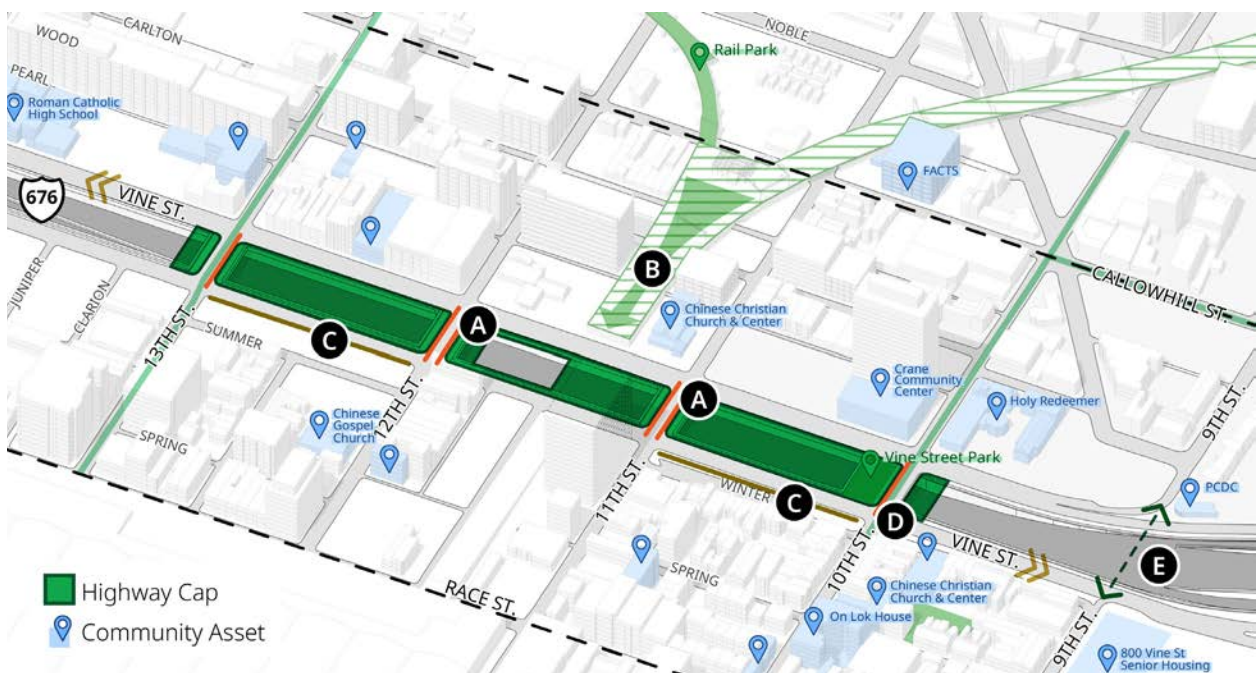 CARLTON
NOBLE
WOOD
Rail Park
PEARL
Roman Catholic
High School
FACTS
676
VINE ST.
B
CALLOWHILL ST.
JUNIPER
CLARION
13TH ST.
SUMMER
C
A
Chinese Christian
Church & Center
Crane
Community
Center
Holy Redeemer
9TH ST.
SPRING
Chinese
Gospel
Church
12TH ST.
A
Vine Street Park
11TH ST.
WINTER
C
D
10TH ST.
VINE ST.
PCDC
E
RACE ST.
SPRING
Chinese Christian
Church & Center
On Lok House
9TH ST.
800 Vine St
Senior Housing
Highway Cap
Community Asset